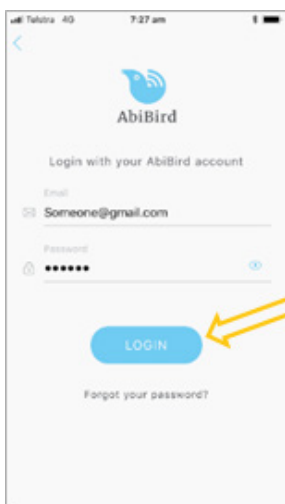 Telstra 4G 7:27 am
AbiBird
Login with your AbiBird account
Email
Someone@gmail.com
Password
••••••
LOGIN
Forgot your password?